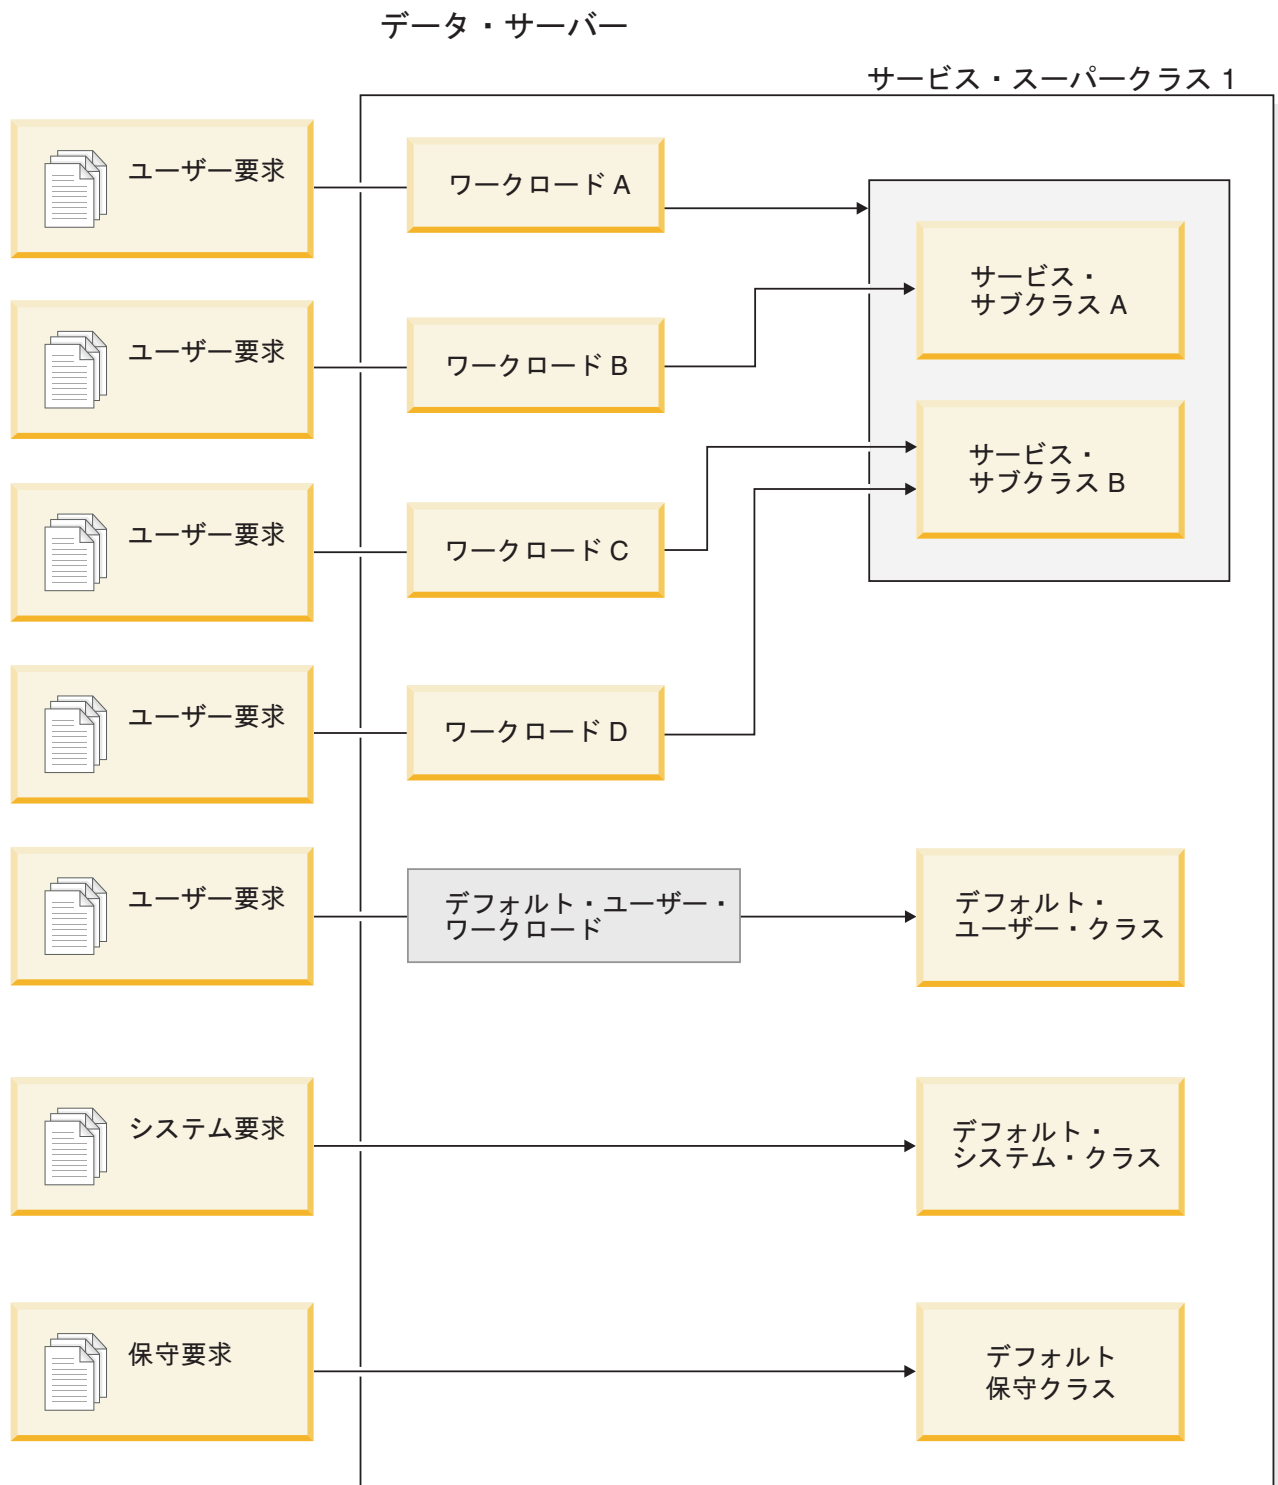 データ・サーバー
サービス・スーパークラス 1
ユーザー要求
ワークロード A
サービス・
サブクラス A
ユーザー要求
ワークロード B
サービス・
サブクラス B
ユーザー要求
ワークロード C
ユーザー要求
ワークロード D
ユーザー要求
デフォルト・ユーザー・
ワークロード
デフォルト・
ユーザー・クラス
システム要求
デフォルト・
システム・クラス
保守要求
デフォルト
保守クラス